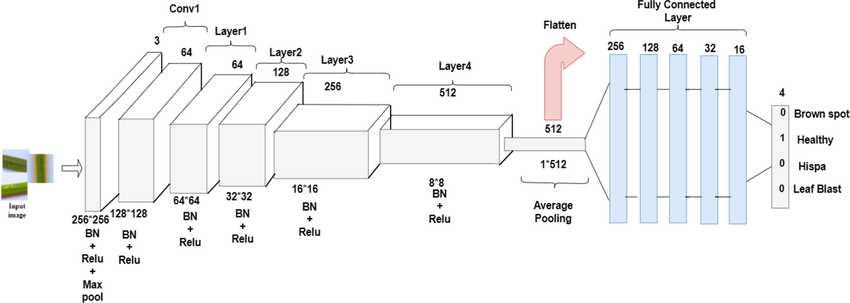 Conv1
3
64
Layer1
64
Layer2
128
Layer3
256
Layer4
512
Flatten
Fully Connected
Layer
256 128 64 32 16
4
0 Brown spot
1 Healthy
0 Hispa
0 Leaf Blast
Input
image
256*256
BN
+
Relu
+
Max
pool
128*128
BN
+
Relu
64*64
BN
+
Relu
32*32
BN
+
Relu
16*16
BN
+
Relu
8*8
BN
+
Relu
512
1*512
Average
Pooling